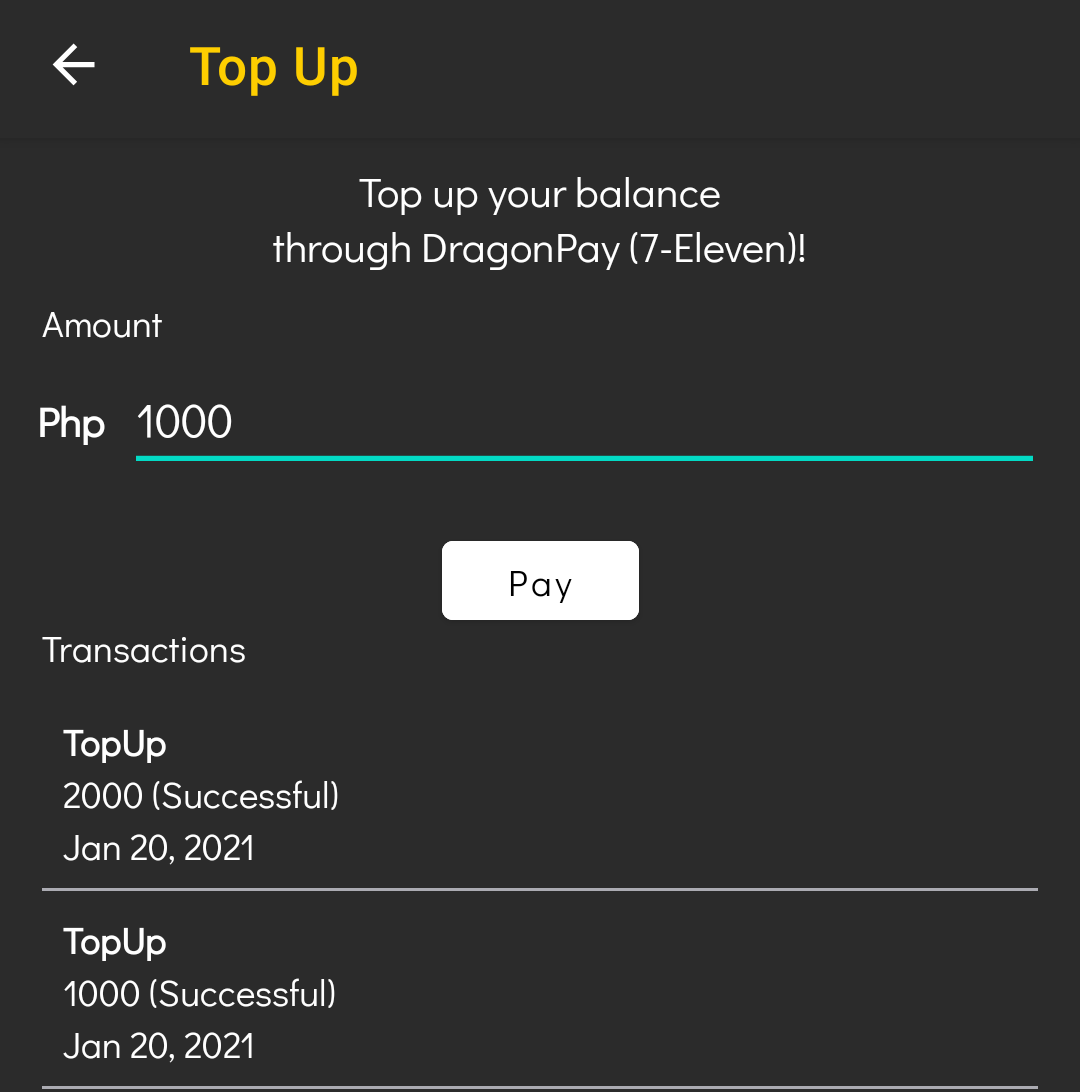 Top Up
Top up your balance
through DragonPay (7-Eleven)!
Amount
Php 1000
Pay
Transactions
TopUp
2000 (Successful)
Jan 20, 2021
TopUp
1000 (Successful)
Jan 20, 2021